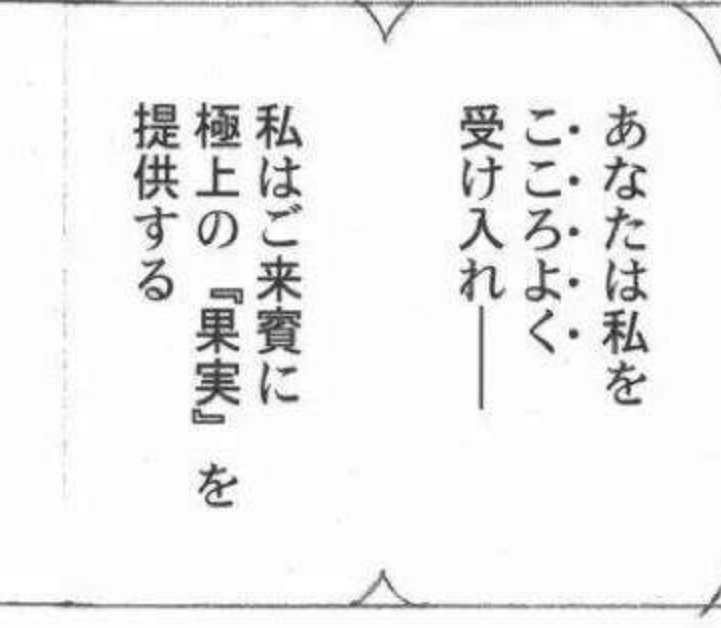 あなたは私を
こころよく
受け入れ――
私はご来賓に
極上の『果実』を
提供する